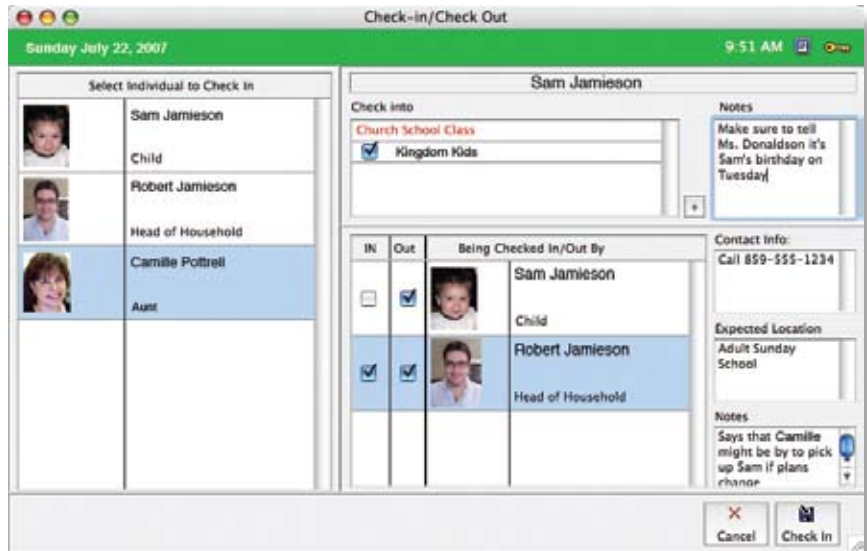 Check-in/Check Out
Sunday July 22, 2007
9:51 AM
Select Individual to Check In
Sam Jamieson
Child
Robert Jamieson
Head of Household
Camille Pottrell
Aunt
Sam Jamieson
Check into
Church School Class
Kingdom Kids
+
Notes
Make sure to tell
Ms. Donaldson it's
Sam's birthday on
Tuesday
IN
Out
Being Checked In/Out By
Sam Jamieson
Child
Robert Jamieson
Head of Household
Contact Info:
Call 859-555-1234
Expected Location
Adult Sunday
School
Notes
Says that Camille
might be by to pick
up Sam if plans
change
Cancel
Check In